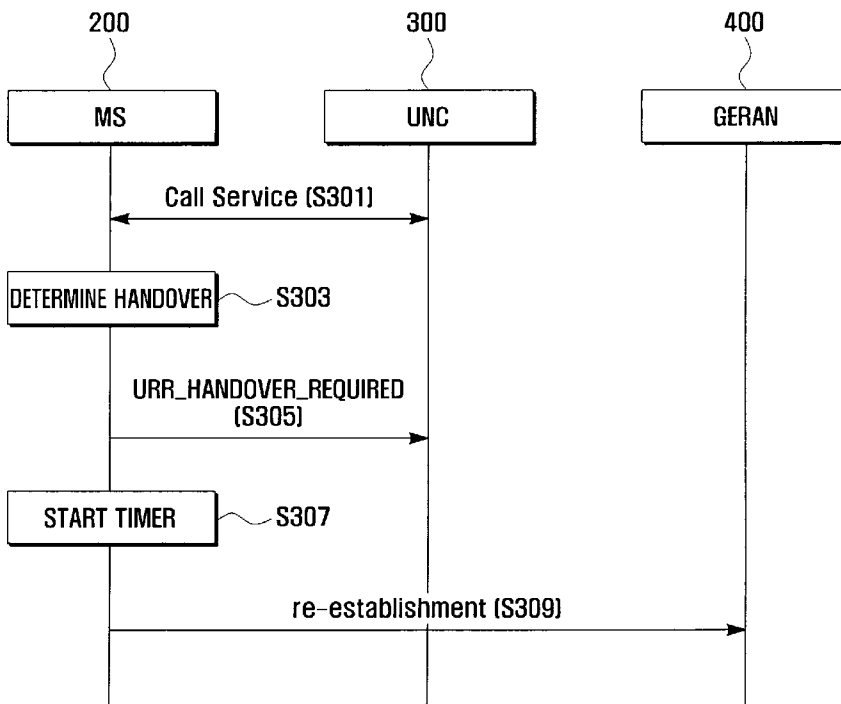 200
300
400
MS
UNC
GERAN
Call Service (S301)
DETERMINE HANDOVER
S303
URR_HANDOVER_REQUIRED
(S305)
START TIMER
S307
re-establishment (S309)